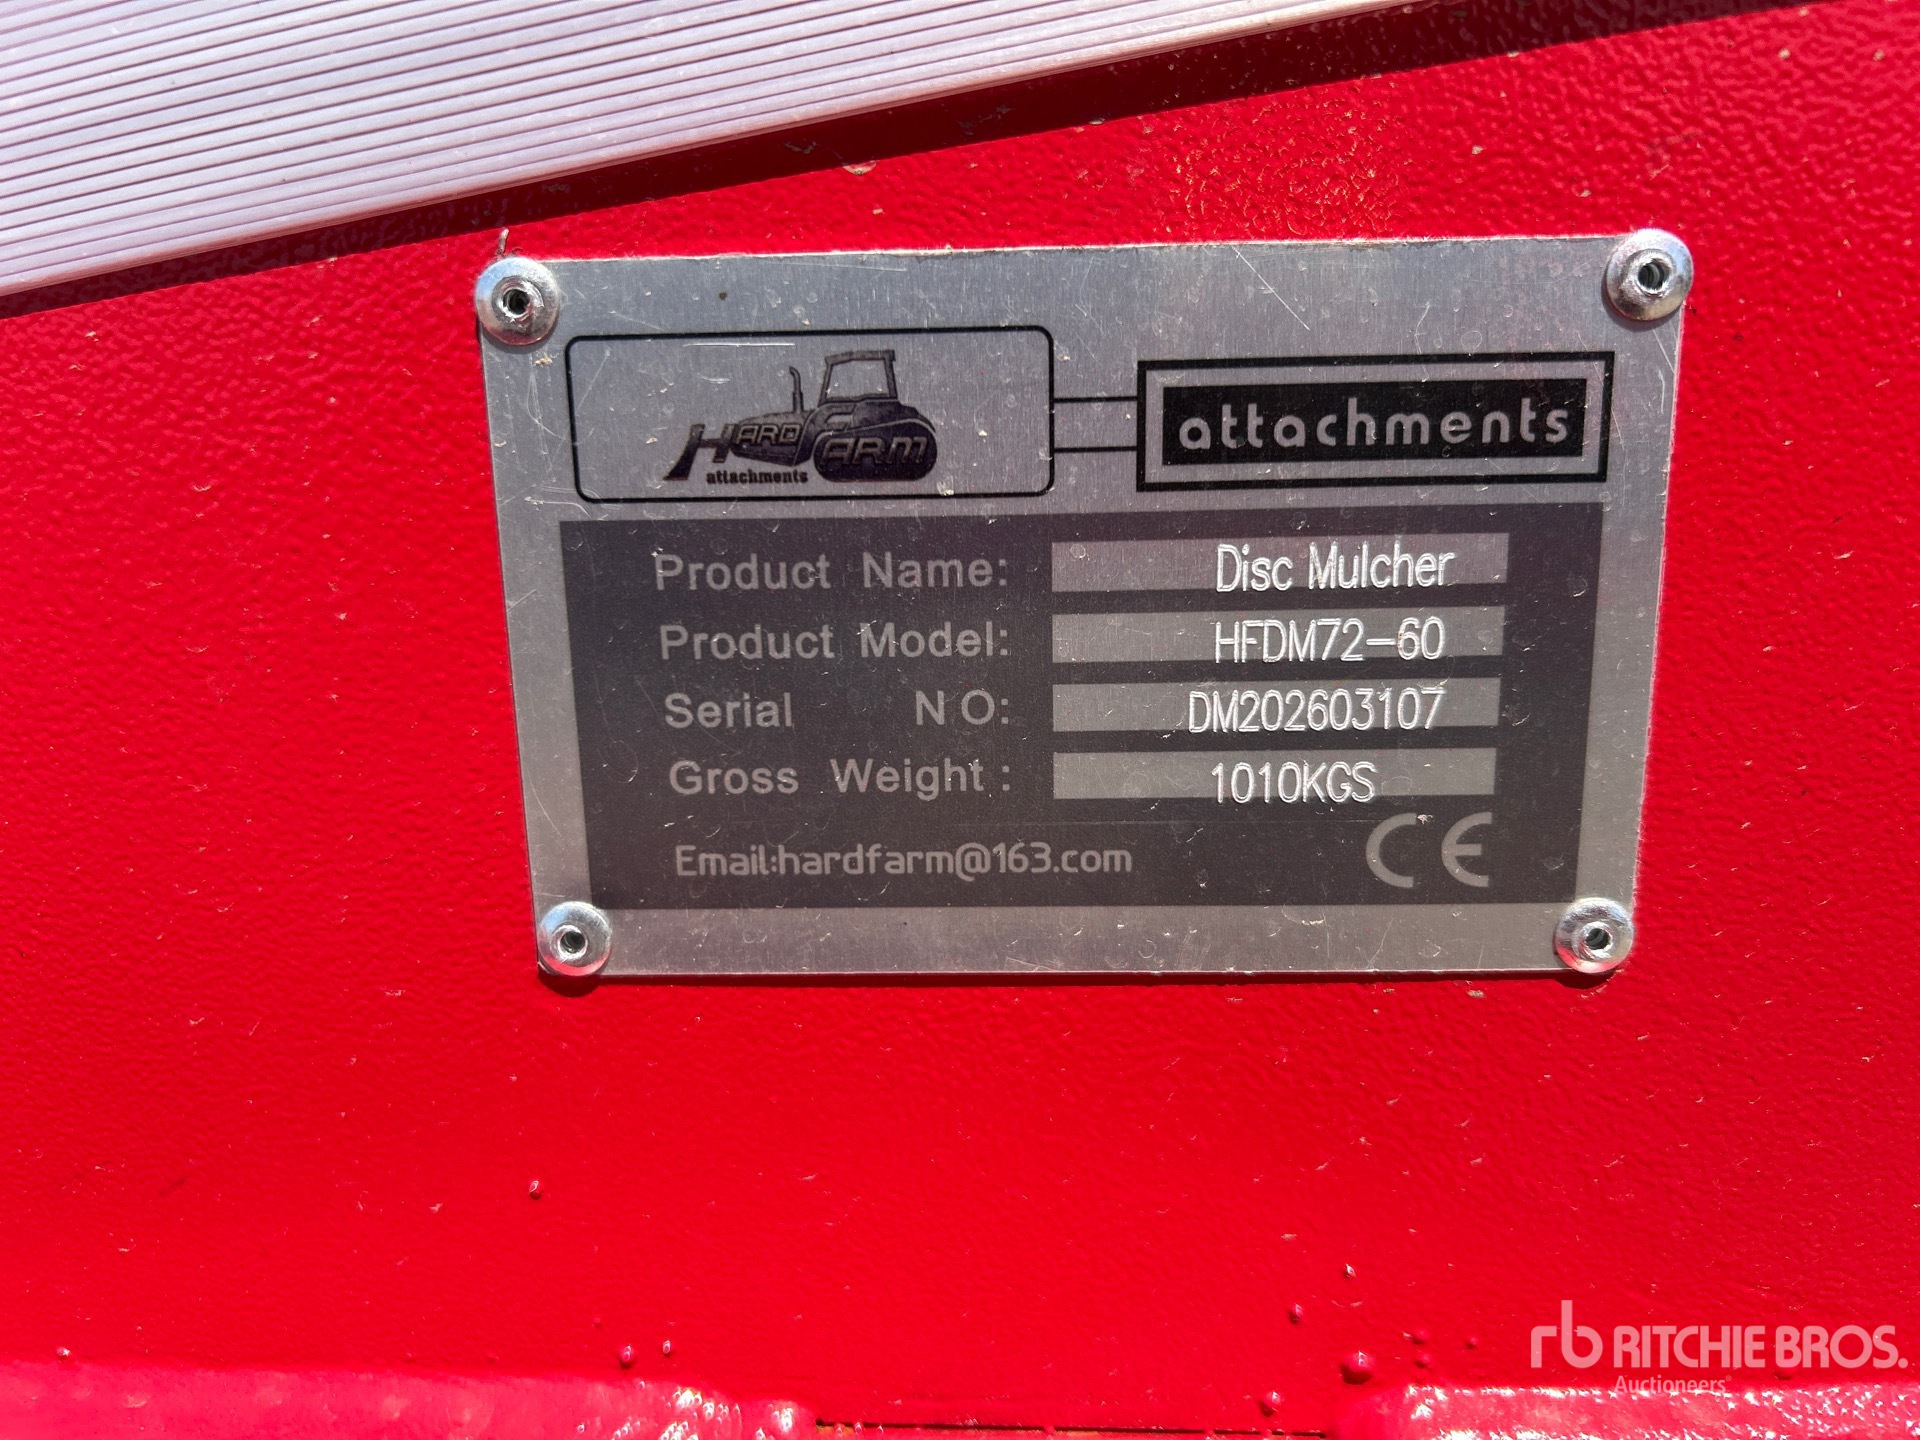 HARD FARM
attachments
attachments
Product Name: Disc Mulcher
Product Model: HFDM72-60
Serial NO: DM202603107
Gross Weight: 1010KGS
Email:hardfarm@163.com
CE
rb RITCHIE BROS.
Auctioneers